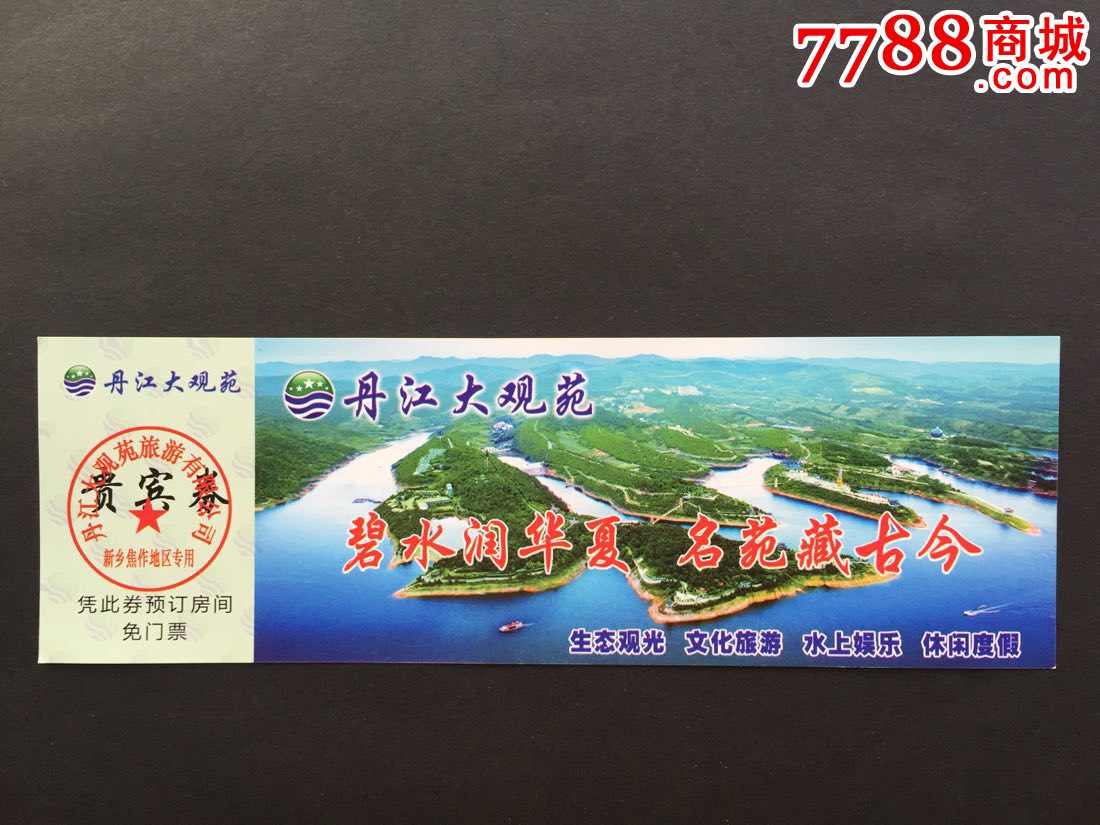 7788商城
.com
丹江大观苑
丹江大观苑旅游有限公司
贵宾券
新乡焦作地区专用
凭此券预订房间
免门票
丹江大观苑
碧水润华夏 名苑藏古今
生态观光 文化旅游 水上娱乐 休闲度假